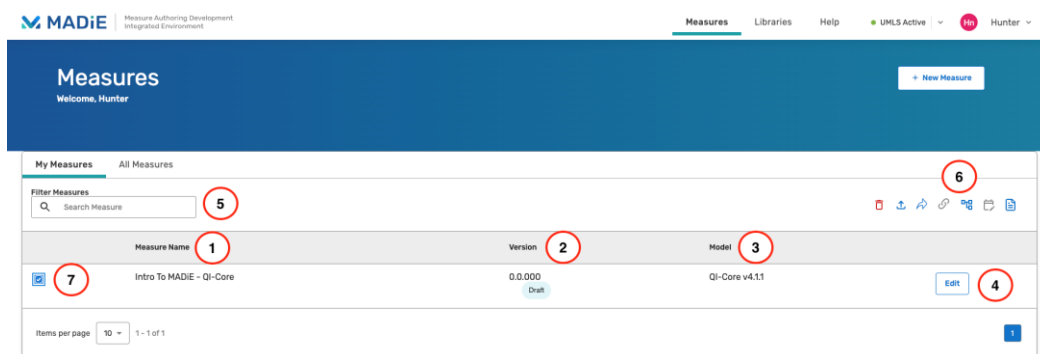 MADiE
Measure Authoring Development
Integrated Environment
Measures Libraries Help UMLS Active Hn Hunter
Measures
Welcome, Hunter
+ New Measure
My Measures All Measures
6
Filter Measures
Search Measure
5
Measure Name 1 Version 2 Model 3
7 Intro To MADiE - QI-Core 0.0.000 QI-Core v4.1.1 Edit 4
Draft
Items per page 10 1 - 1 of 1 1